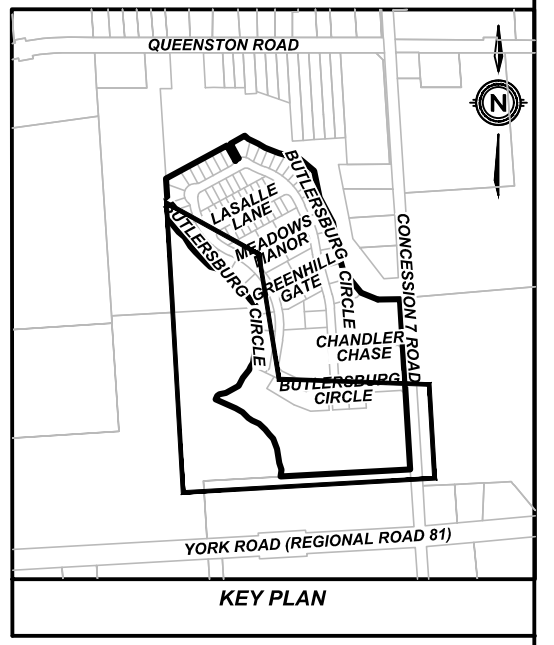 QUEENSTON ROAD
N
BUTLERSBURG CIRCLE
LASALLE
LANE
BUTLERSBURG CIRCLE
MEADOWS
MANOR
GREENHILL
GATE
CONCESSION 7 ROAD
CHANDLER
CHASE
BUTLERSBURG
CIRCLE
YORK ROAD (REGIONAL ROAD 81)
KEY PLAN